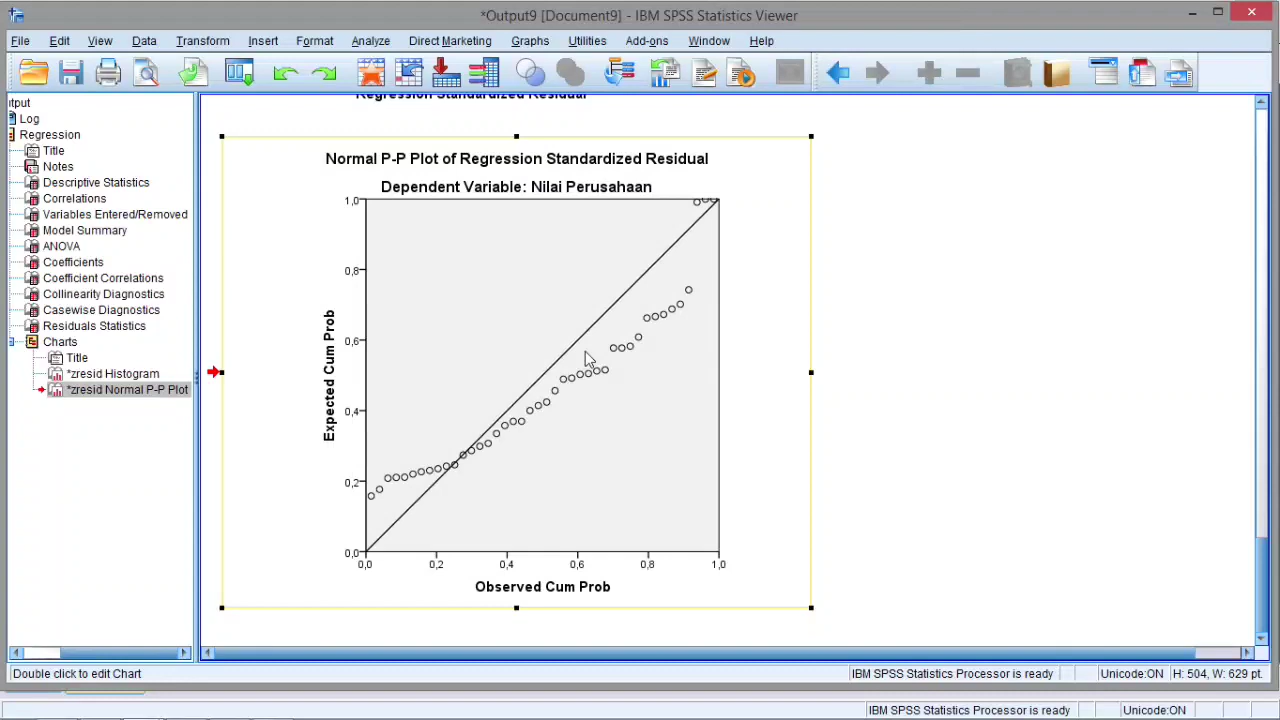 *Output9 [Document9] - IBM SPSS Statistics Viewer
File Edit View Data Transform Insert Format Analyze Direct Marketing Graphs Utilities Add-ons Window Help
Log
Regression
Title
Notes
Descriptive Statistics
Correlations
Variables Entered/Removed
Model Summary
ANOVA
Coefficients
Coefficient Correlations
Collinearity Diagnostics
Casewise Diagnostics
Residuals Statistics
Charts
Title
*zresid Histogram
*zresid Normal P-P Plot
Regression Standardized Residual
Normal P-P Plot of Regression Standardized Residual
Dependent Variable: Nilai Perusahaan
Expected Cum Prob
1,0
0,8
0,6
0,4
0,2
0,0
0,0 0,2 0,4 0,6 0,8 1,0
Observed Cum Prob
Double click to edit Chart
IBM SPSS Statistics Processor is ready
Unicode:ON
H: 504, W: 629 pt.
IBM SPSS Statistics Processor is ready
Unicode:ON